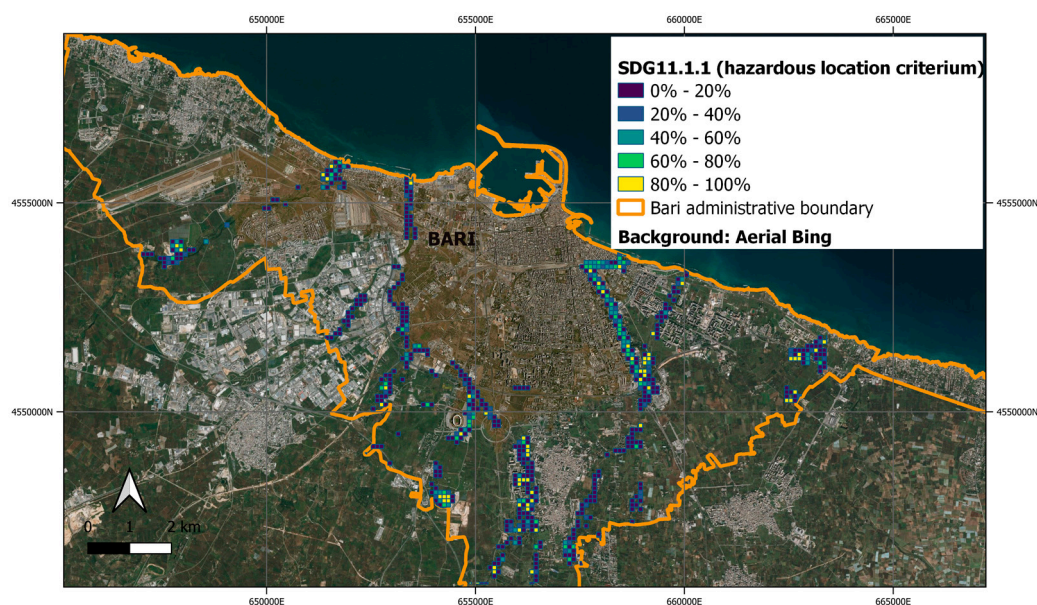 650000E 655000E 660000E 665000E
SDG11.1.1 (hazardous location criterium)
0% - 20%
20% - 40%
40% - 60%
60% - 80%
80% - 100%
Bari administrative boundary
Background: Aerial Bing
4555000N 4555000N
BARI
4550000N 4550000N
0 1 2 km
650000E 655000E 660000E 665000E